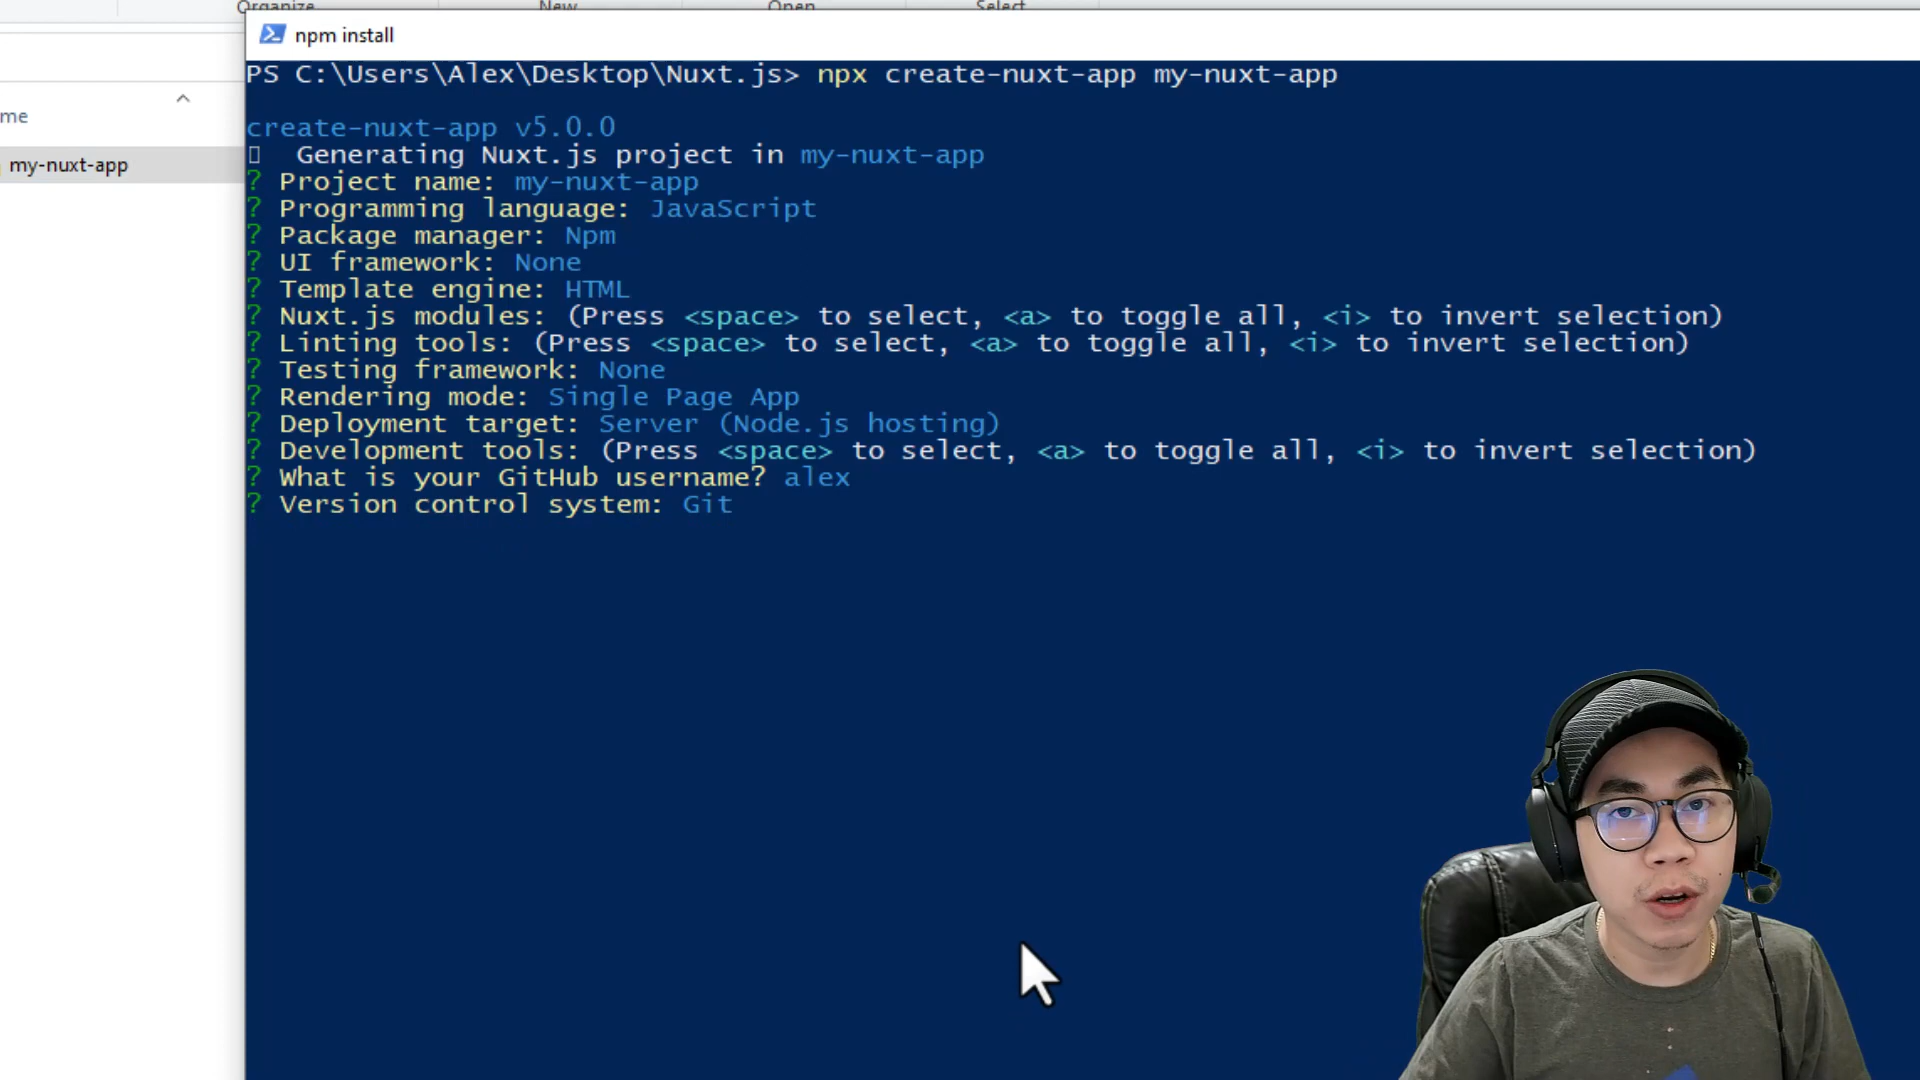 Organize New Open Select
npm install
PS C:\Users\Alex\Desktop\Nuxt.js> npx create-nuxt-app my-nuxt-app
me
my-nuxt-app
create-nuxt-app v5.0.0
Generating Nuxt.js project in my-nuxt-app
? Project name: my-nuxt-app
? Programming language: JavaScript
? Package manager: Npm
? UI framework: None
? Template engine: HTML
? Nuxt.js modules: (Press <space> to select, <a> to toggle all, <i> to invert selection)
? Linting tools: (Press <space> to select, <a> to toggle all, <i> to invert selection)
? Testing framework: None
? Rendering mode: Single Page App
? Deployment target: Server (Node.js hosting)
? Development tools: (Press <space> to select, <a> to toggle all, <i> to invert selection)
? What is your GitHub username? alex
? Version control system: Git